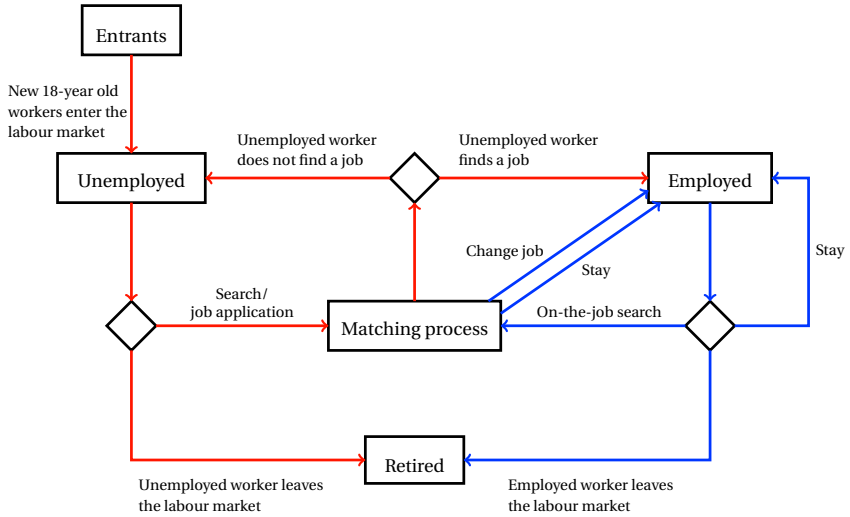 Entrants
New 18-year old
workers enter the
labour market
Unemployed worker
does not find a job
Unemployed worker
finds a job
Unemployed
Employed
Change job
Stay
Stay
Search/
job application
On-the-job search
Matching process
Retired
Unemployed worker leaves
the labour market
Employed worker leaves
the labour market